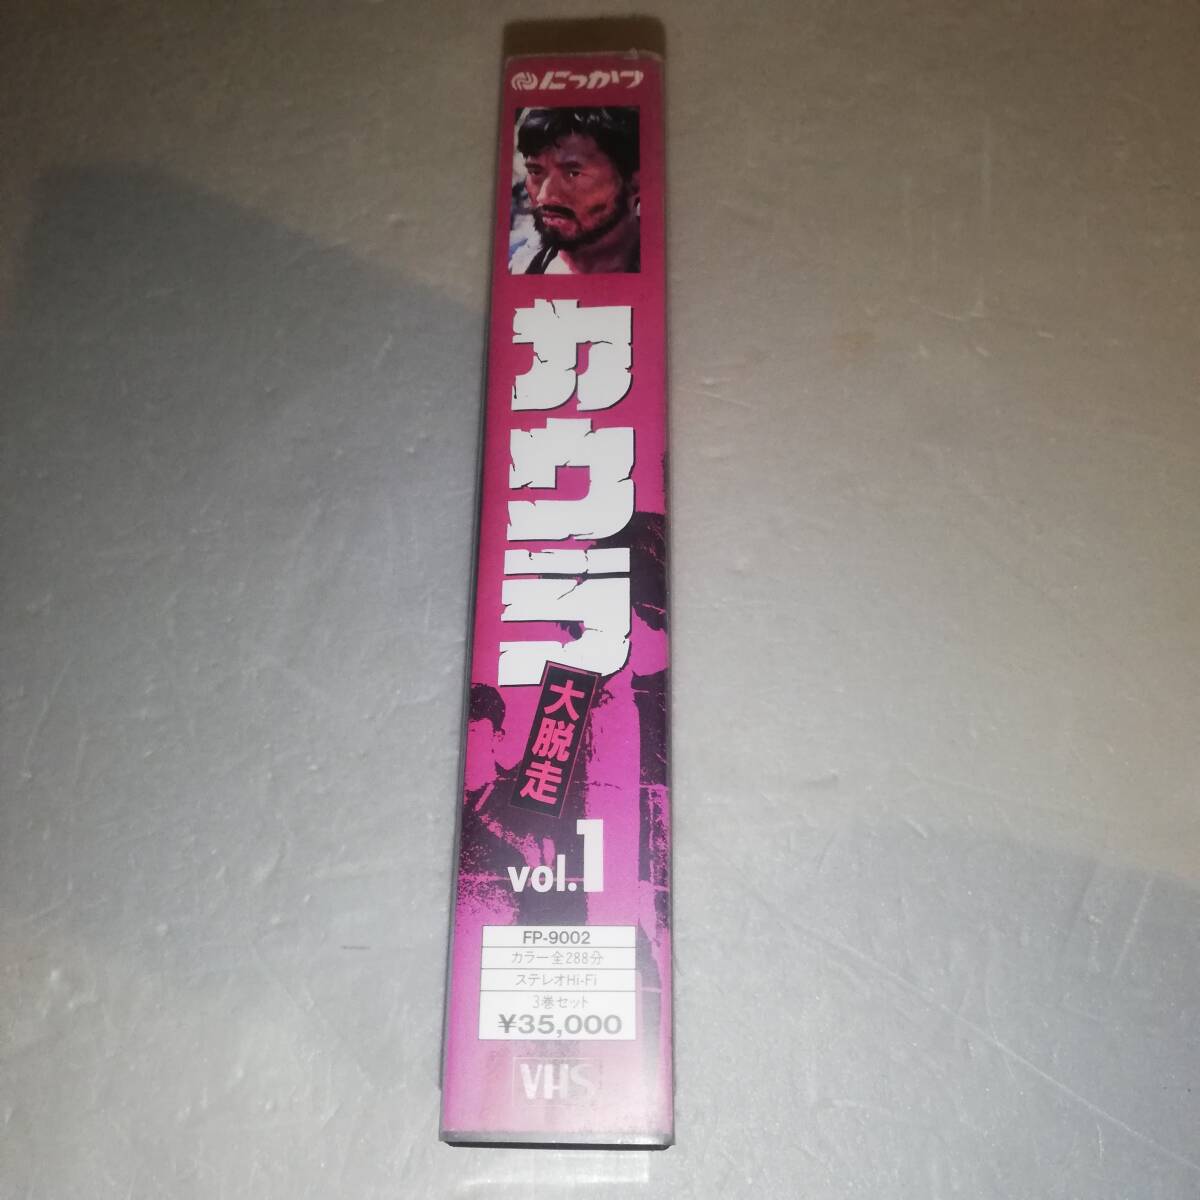 にっかつ
カウラ
大脱走
vol.1
FP-9002
カラー全288分
ステレオHi-Fi
3巻セット
¥35,000
VHS